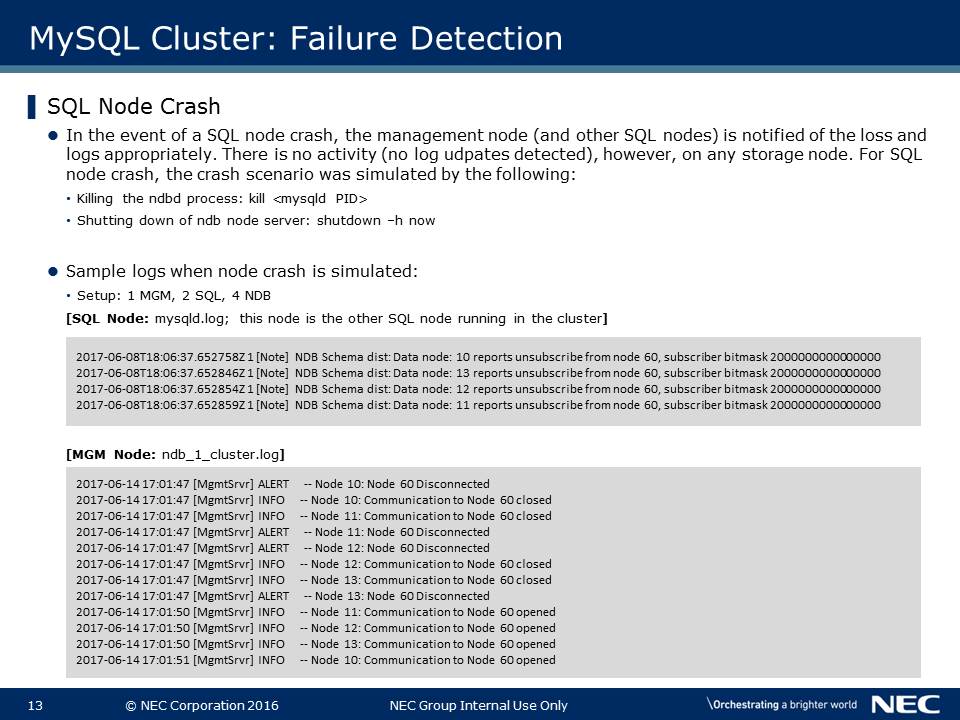 MySQL Cluster: Failure Detection
SQL Node Crash
In the event of a SQL node crash, the management node (and other SQL nodes) is notified of the loss and
logs appropriately. There is no activity (no log udpates detected), however, on any storage node. For SQL
node crash, the crash scenario was simulated by the following:
• Killing the ndbd process: kill <mysqld PID>
• Shutting down of ndb node server: shutdown –h now
Sample logs when node crash is simulated:
• Setup: 1 MGM, 2 SQL, 4 NDB
[SQL Node: mysqld.log; this node is the other SQL node running in the cluster]
2017-06-08T18:06:37.652758Z 1 [Note] NDB Schema dist: Data node: 10 reports unsubscribe from node 60, subscriber bitmask 2000000000000000
2017-06-08T18:06:37.652846Z 1 [Note] NDB Schema dist: Data node: 13 reports unsubscribe from node 60, subscriber bitmask 2000000000000000
2017-06-08T18:06:37.652854Z 1 [Note] NDB Schema dist: Data node: 12 reports unsubscribe from node 60, subscriber bitmask 2000000000000000
2017-06-08T18:06:37.652859Z 1 [Note] NDB Schema dist: Data node: 11 reports unsubscribe from node 60, subscriber bitmask 2000000000000000
[MGM Node: ndb_1_cluster.log]
2017-06-14 17:01:47 [MgmtSrvr] ALERT -- Node 10: Node 60 Disconnected
2017-06-14 17:01:47 [MgmtSrvr] INFO -- Node 10: Communication to Node 60 closed
2017-06-14 17:01:47 [MgmtSrvr] INFO -- Node 11: Communication to Node 60 closed
2017-06-14 17:01:47 [MgmtSrvr] ALERT -- Node 11: Node 60 Disconnected
2017-06-14 17:01:47 [MgmtSrvr] ALERT -- Node 12: Node 60 Disconnected
2017-06-14 17:01:47 [MgmtSrvr] INFO -- Node 12: Communication to Node 60 closed
2017-06-14 17:01:47 [MgmtSrvr] INFO -- Node 13: Communication to Node 60 closed
2017-06-14 17:01:47 [MgmtSrvr] ALERT -- Node 13: Node 60 Disconnected
2017-06-14 17:01:50 [MgmtSrvr] INFO -- Node 11: Communication to Node 60 opened
2017-06-14 17:01:50 [MgmtSrvr] INFO -- Node 12: Communication to Node 60 opened
2017-06-14 17:01:50 [MgmtSrvr] INFO -- Node 13: Communication to Node 60 opened
2017-06-14 17:01:51 [MgmtSrvr] INFO -- Node 10: Communication to Node 60 opened
13 © NEC Corporation 2016 NEC Group Internal Use Only \Orchestrating a brighter world NEC